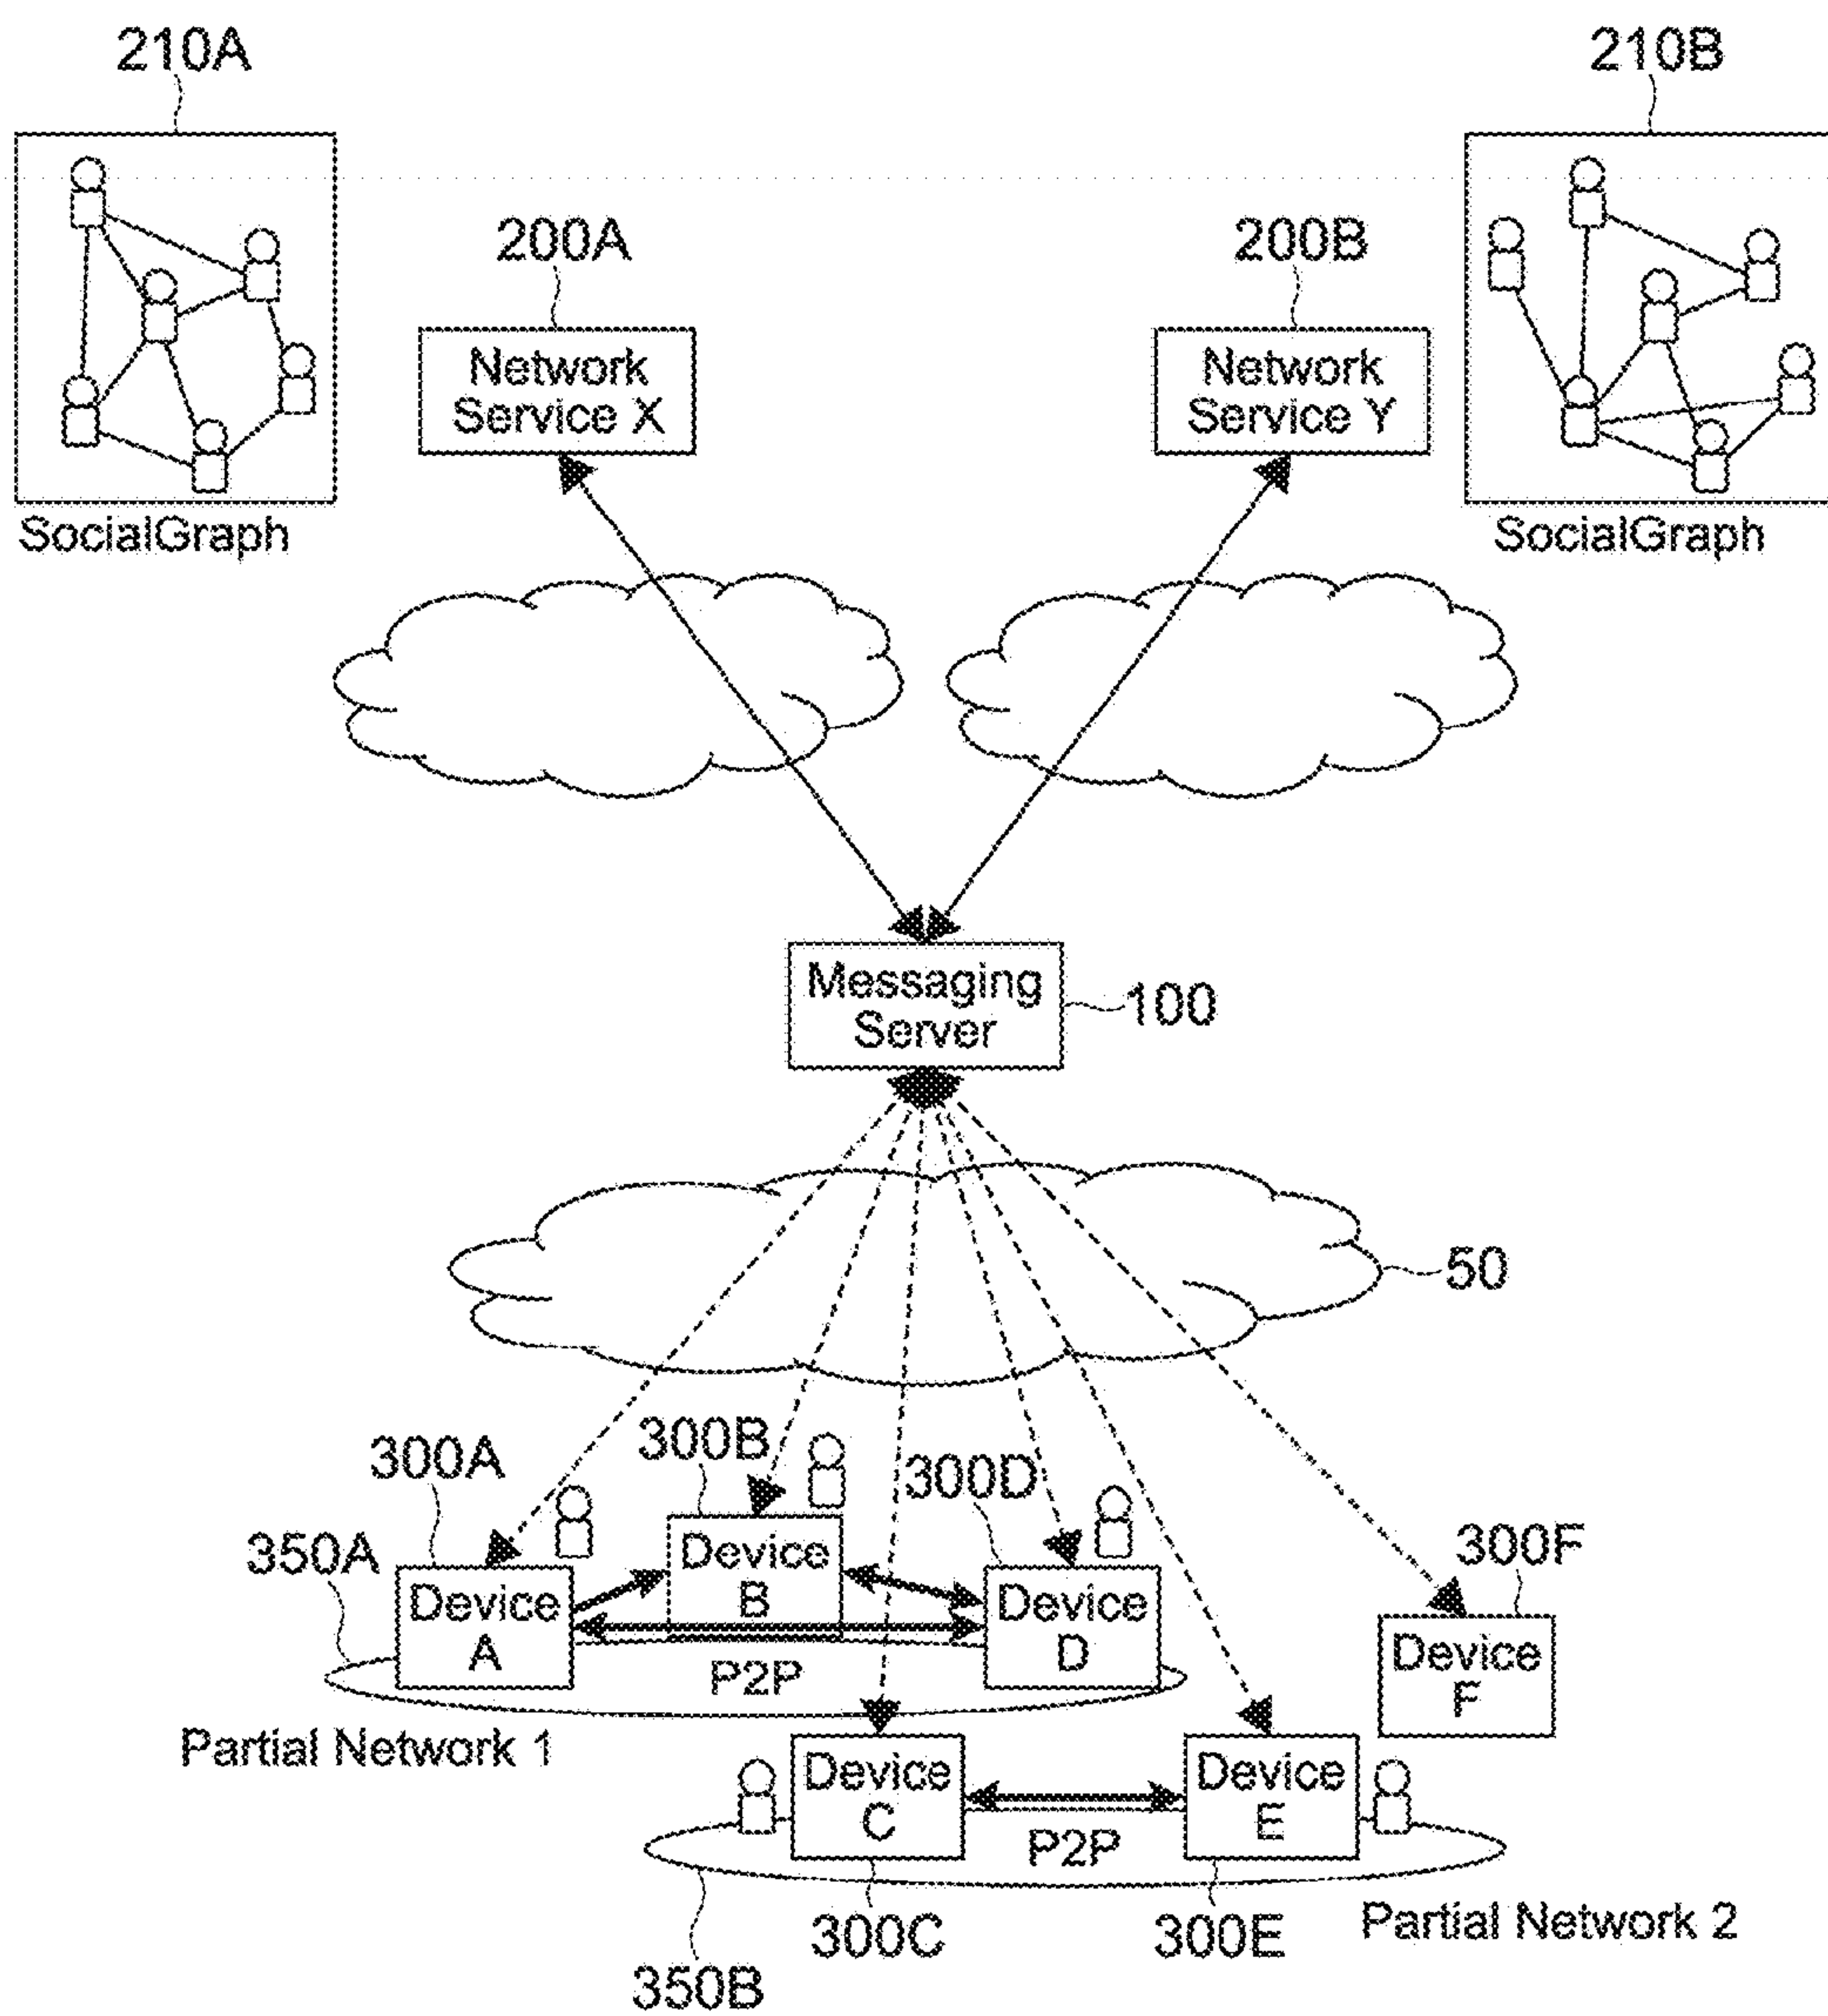 210A
210B
200A
200B
Network
Service X
Network
Service Y
SocialGraph
SocialGraph
Messaging
Server
100
50
300A
300B
300D
350A
300F
Device
A
Device
B
Device
D
Device
F
P2P
Partial Network 1
Device
C
Device
E
P2P
300C
300E
Partial Network 2
350B